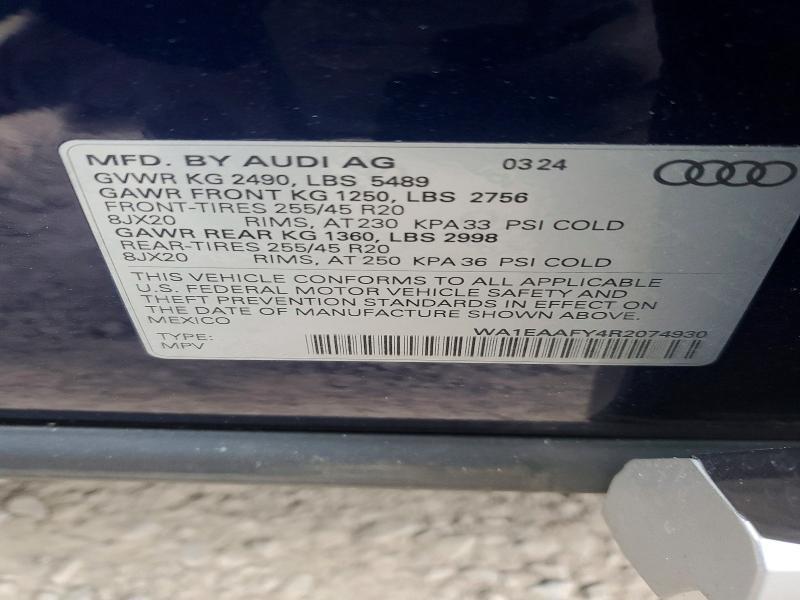 MFD. BY AUDI AG 03 24
GVWR KG 2490, LBS 5489
GAWR FRONT KG 1250, LBS 2756
FRONT-TIRES 255/45 R20
8JX20 RIMS, AT 230 KPA 33 PSI COLD
GAWR REAR KG 1360, LBS 2998
REAR-TIRES 255/45 R20
8JX20 RIMS, AT 250 KPA 36 PSI COLD
THIS VEHICLE CONFORMS TO ALL APPLICABLE
U.S. FEDERAL MOTOR VEHICLE SAFETY AND
THEFT PREVENTION STANDARDS IN EFFECT ON
THE DATE OF MANUFACTURE SHOWN ABOVE.
MEXICO
WA1EAAFY4R2074930
TYPE:
MPV